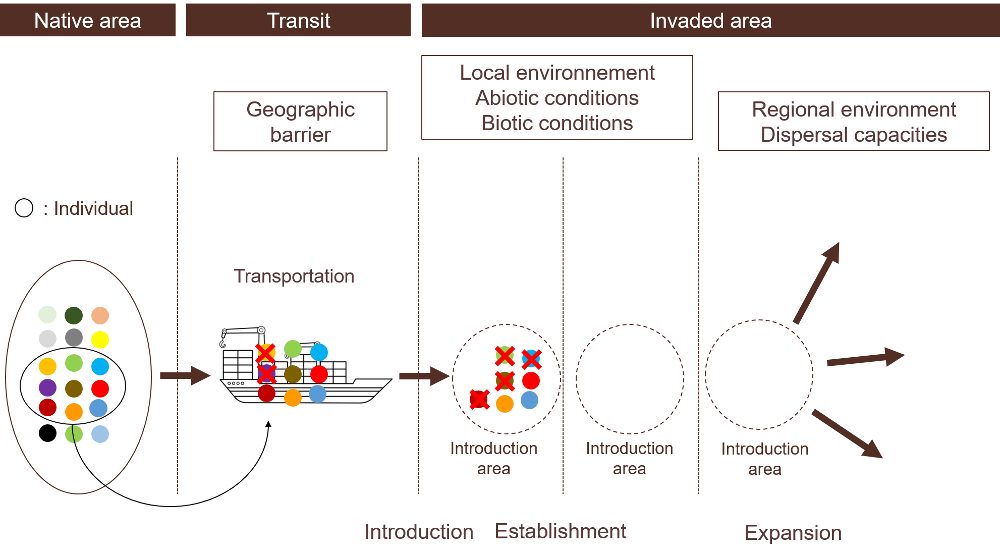 Native area
Transit
Invaded area
Local environnement
Abiotic conditions
Biotic conditions
Geographic
barrier
Regional environment
Dispersal capacities
: Individual
Transportation
Introduction
area
Introduction
area
Introduction
area
Introduction
Establishment
Expansion